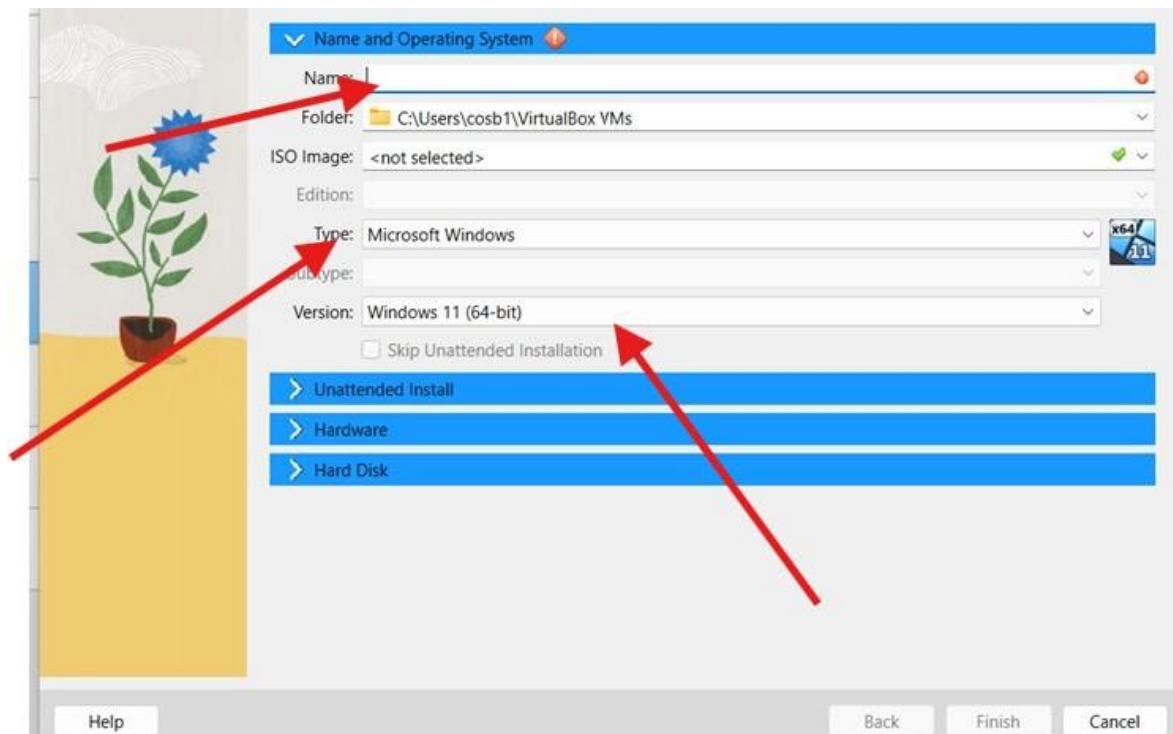 Name and Operating System
Name:
Folder: C:\Users\cosb1\VirtualBox VMs
ISO Image: <not selected>
Edition:
Type: Microsoft Windows
x64
11
Subtype:
Version: Windows 11 (64-bit)
Skip Unattended Installation
Unattended Install
Hardware
Hard Disk
Help Back Finish Cancel